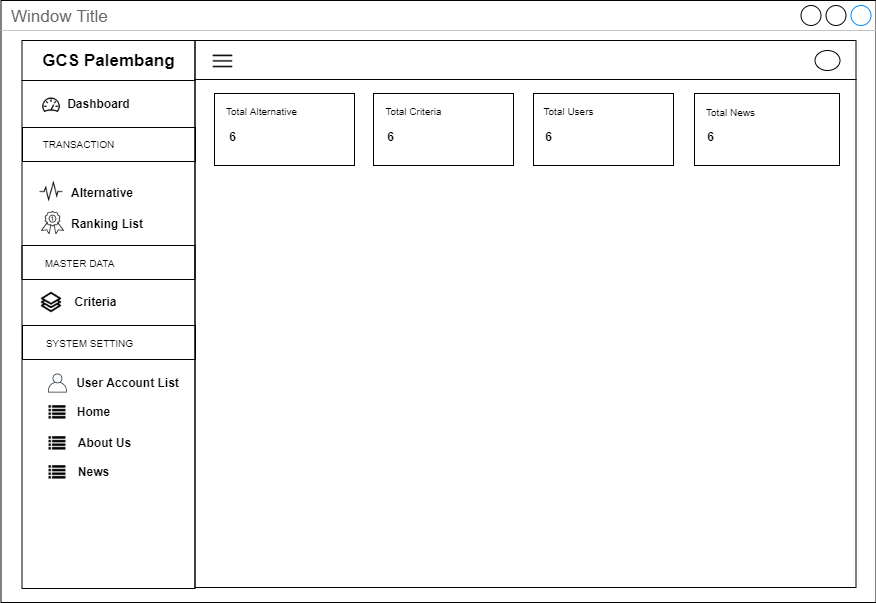 Window Title
GCS Palembang
Dashboard
TRANSACTION
Alternative
Ranking List
MASTER DATA
Criteria
SYSTEM SETTING
User Account List
Home
About Us
News
Total Alternative
6
Total Criteria
6
Total Users
6
Total News
6